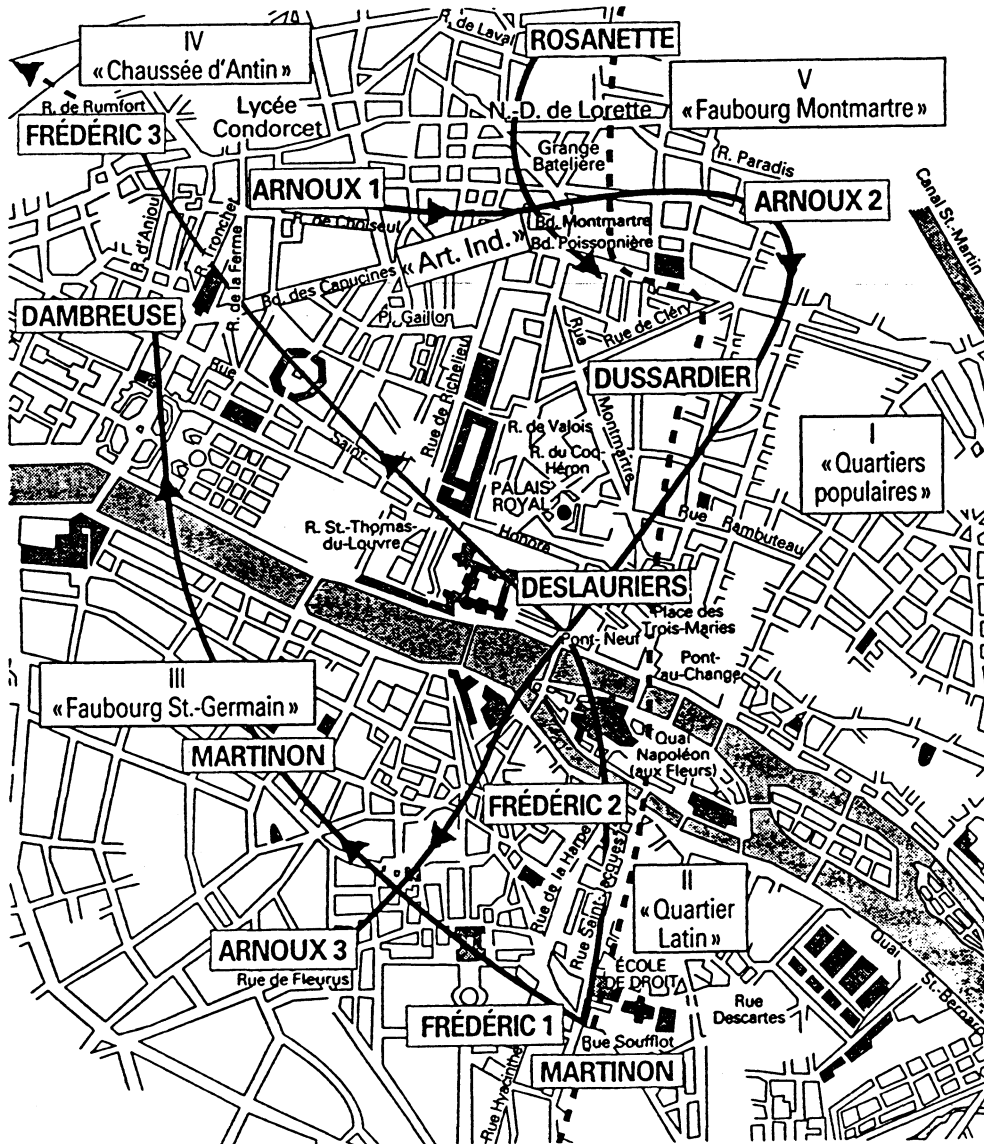 R. de Laval
IV
« Chaussée d'Antin »
ROSANETTE
V
« Faubourg Montmartre »
R. de Rumfort
Lycée
Condorcet
N.-D. de Lorette
FRÉDÉRIC 3
Grange
Batelière
R. Paradis
Canal St.-Martin
ARNOUX 1
ARNOUX 2
R. d'Anjou
R. Tronchet
R. de la Ferme
R. de Choiseul
Bd. Montmartre
Bd. Poissonnière
« Art. Ind. »
Bd. des Capucines
Pl. Gaillon
DAMBREUSE
Rue de Cléry
Rue
Montmartre
DUSSARDIER
Rue
Saint-
Honoré
Rue de Richelieu
R. de Valois
R. du Coq-
Héron
PALAIS
ROYAL
I
« Quartiers
populaires »
Rue Rambuteau
R. St.-Thomas-
du-Louvre
DESLAURIERS
Place des
Trois-Maries
Pont-Neuf
Pont-
au-Change
III
« Faubourg St.-Germain »
MARTINON
Quai
Napoléon
(aux Fleurs)
FRÉDÉRIC 2
Rue de la Harpe
Rue Saint-Jacques
II
« Quartier
Latin »
ARNOUX 3
Rue de Fleurus
ÉCOLE
DE DROIT
Rue
Descartes
Quai
St.-Bernard
FRÉDÉRIC 1
Rue Soufflot
MARTINON
Rue Hyacinthe